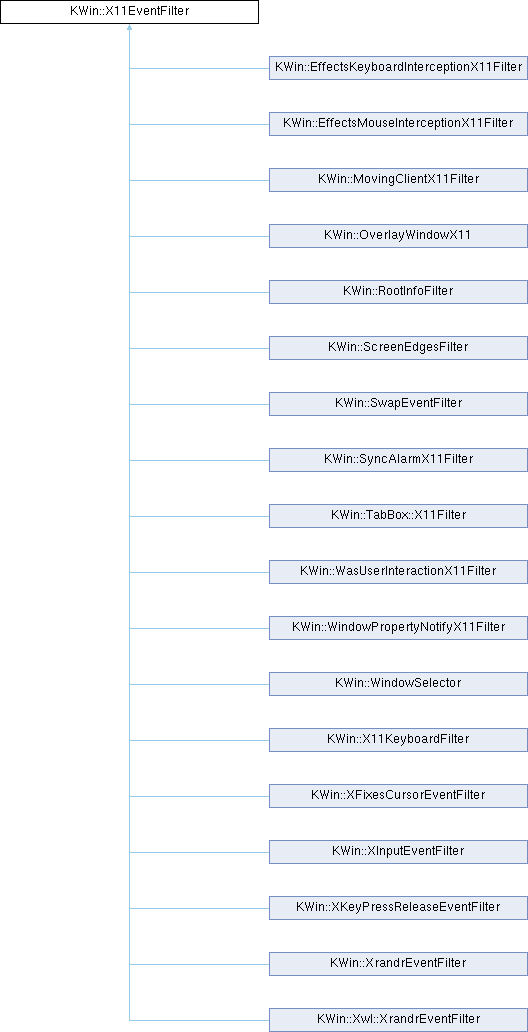 KWin::X11EventFilter
KWin::EffectsKeyboardInterceptionX11Filter
KWin::EffectsMouseInterceptionX11Filter
KWin::MovingClientX11Filter
KWin::OverlayWindowX11
KWin::RootInfoFilter
KWin::ScreenEdgesFilter
KWin::SwapEventFilter
KWin::SyncAlarmX11Filter
KWin::TabBox::X11Filter
KWin::WasUserInteractionX11Filter
KWin::WindowPropertyNotifyX11Filter
KWin::WindowSelector
KWin::X11KeyboardFilter
KWin::XFixesCursorEventFilter
KWin::XInputEventFilter
KWin::XKeyPressReleaseEventFilter
KWin::XrandrEventFilter
KWin::Xwl::XrandrEventFilter